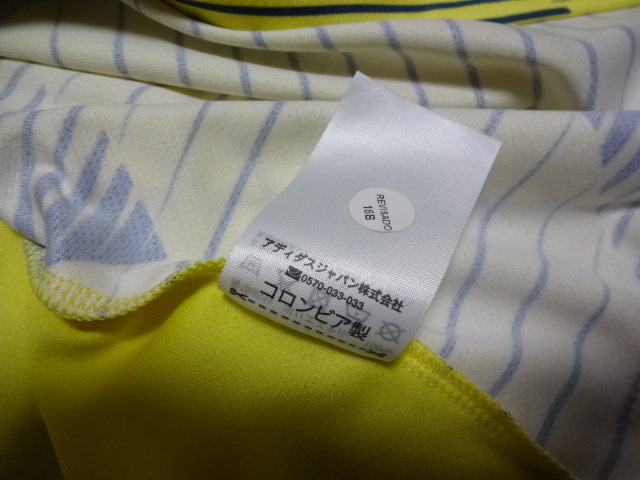 REVISADO
16B
アディダスジャパン株式会社
☎0570-033-033
コロンビア製